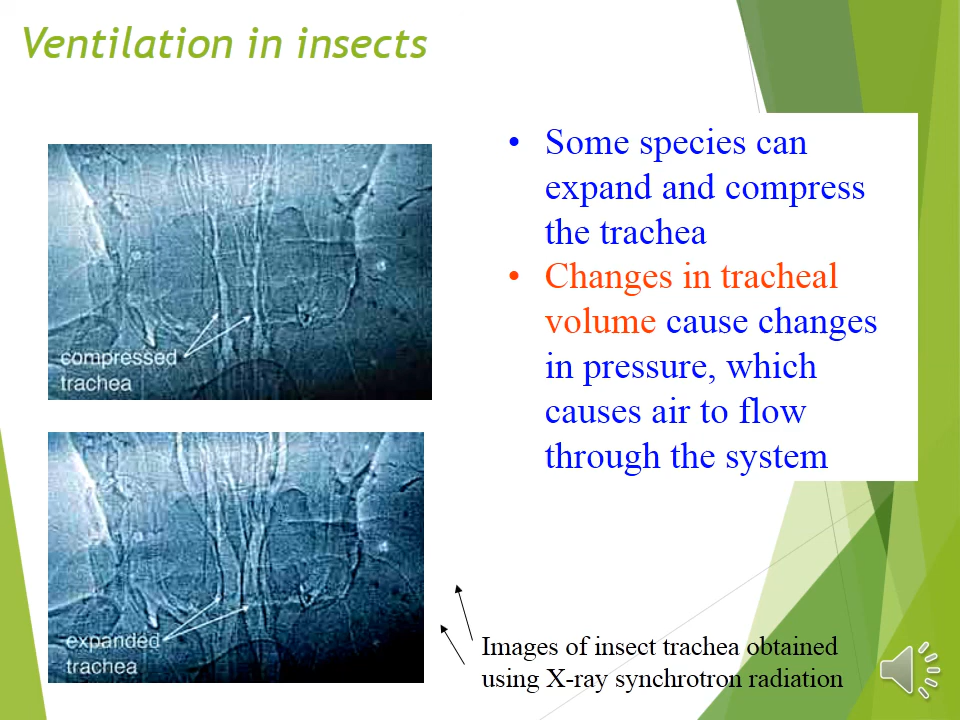 Ventilation in insects
• Some species can
expand and compress
the trachea
• Changes in tracheal
volume cause changes
in pressure, which
causes air to flow
through the system
compressed
trachea
expanded
trachea
Images of insect trachea obtained
using X-ray synchrotron radiation